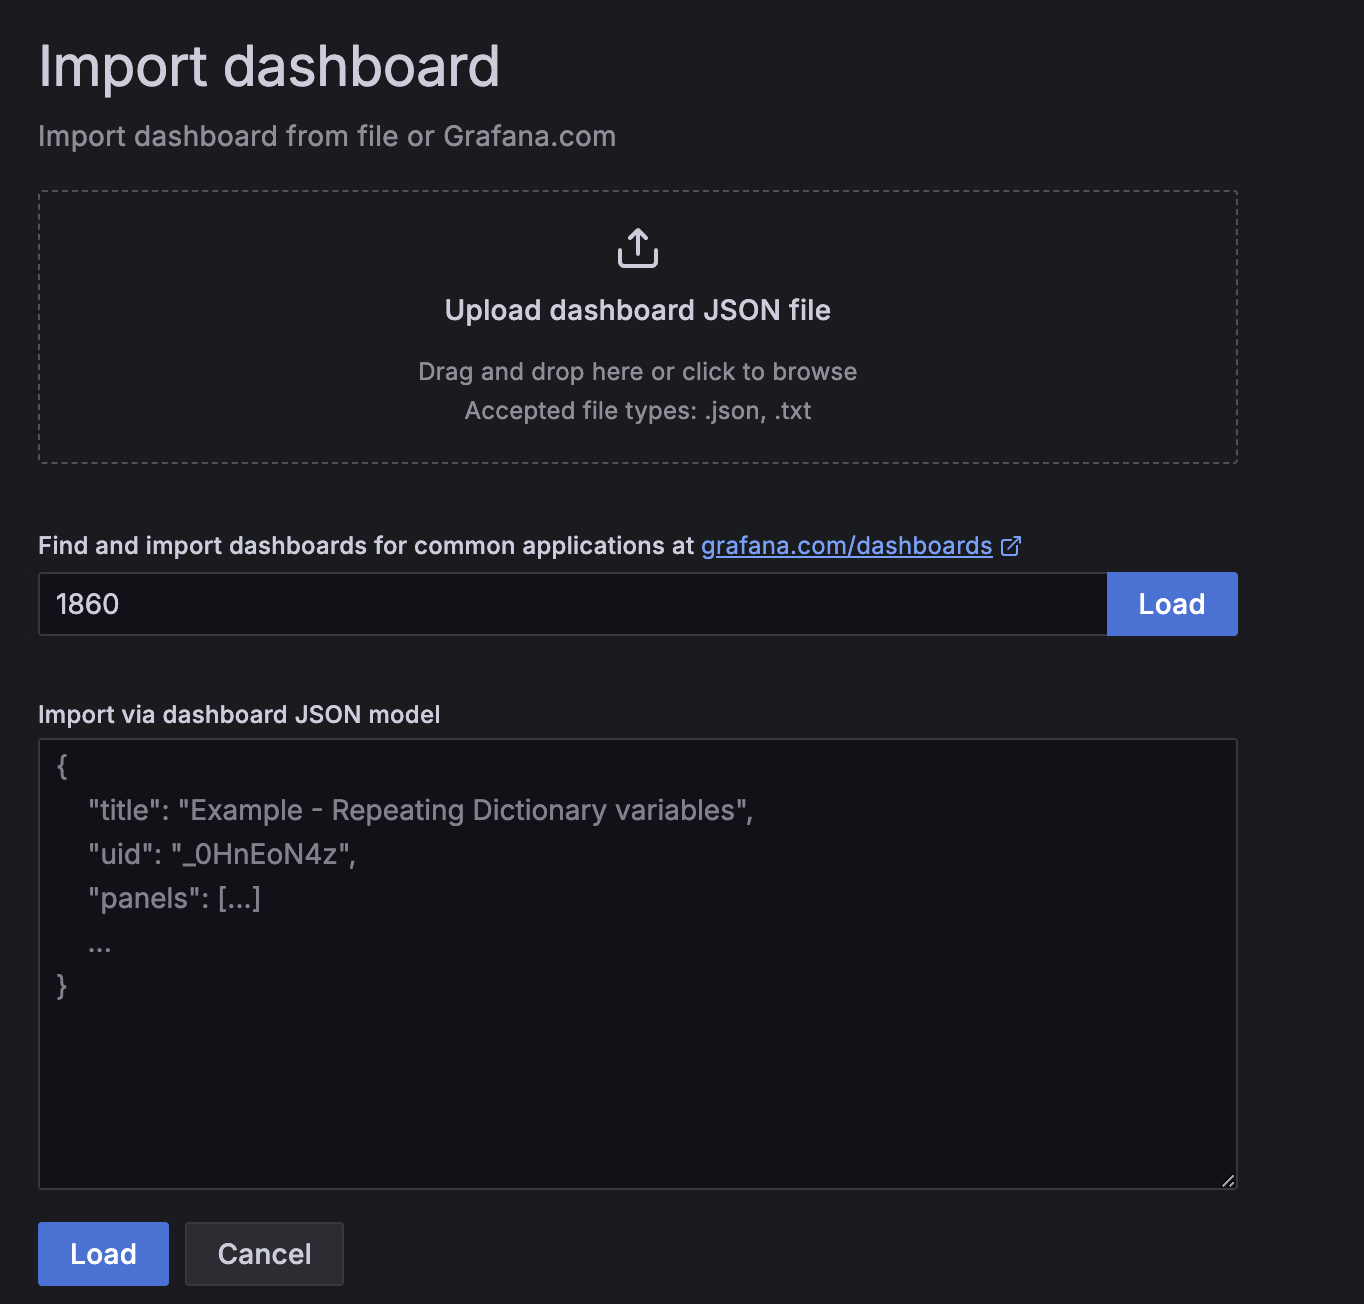 Import dashboard
Import dashboard from file or Grafana.com
Upload dashboard JSON file
Drag and drop here or click to browse
Accepted file types: .json, .txt
Find and import dashboards for common applications at grafana.com/dashboards
1860
Load
Import via dashboard JSON model
{
    "title": "Example - Repeating Dictionary variables",
    "uid": "_0HnEoN4z",
    "panels": [...]
    ...
}
Load
Cancel